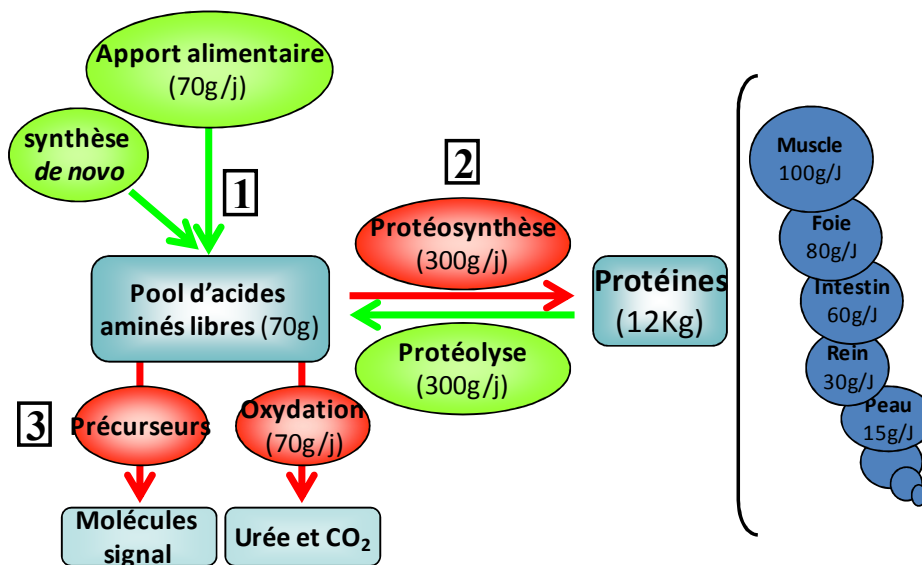 Apport alimentaire
(70g/j)
synthèse
de novo
1
2
Protéosynthèse
(300g/j)
Pool d’acides
aminés libres (70g)
Protéines
(12Kg)
Protéolyse
(300g/j)
3
Précurseurs
Oxydation
(70g/j)
Molécules
signal
Urée et CO₂
Muscle
100g/J
Foie
80g/J
Intestin
60g/J
Rein
30g/J
Peau
15g/J